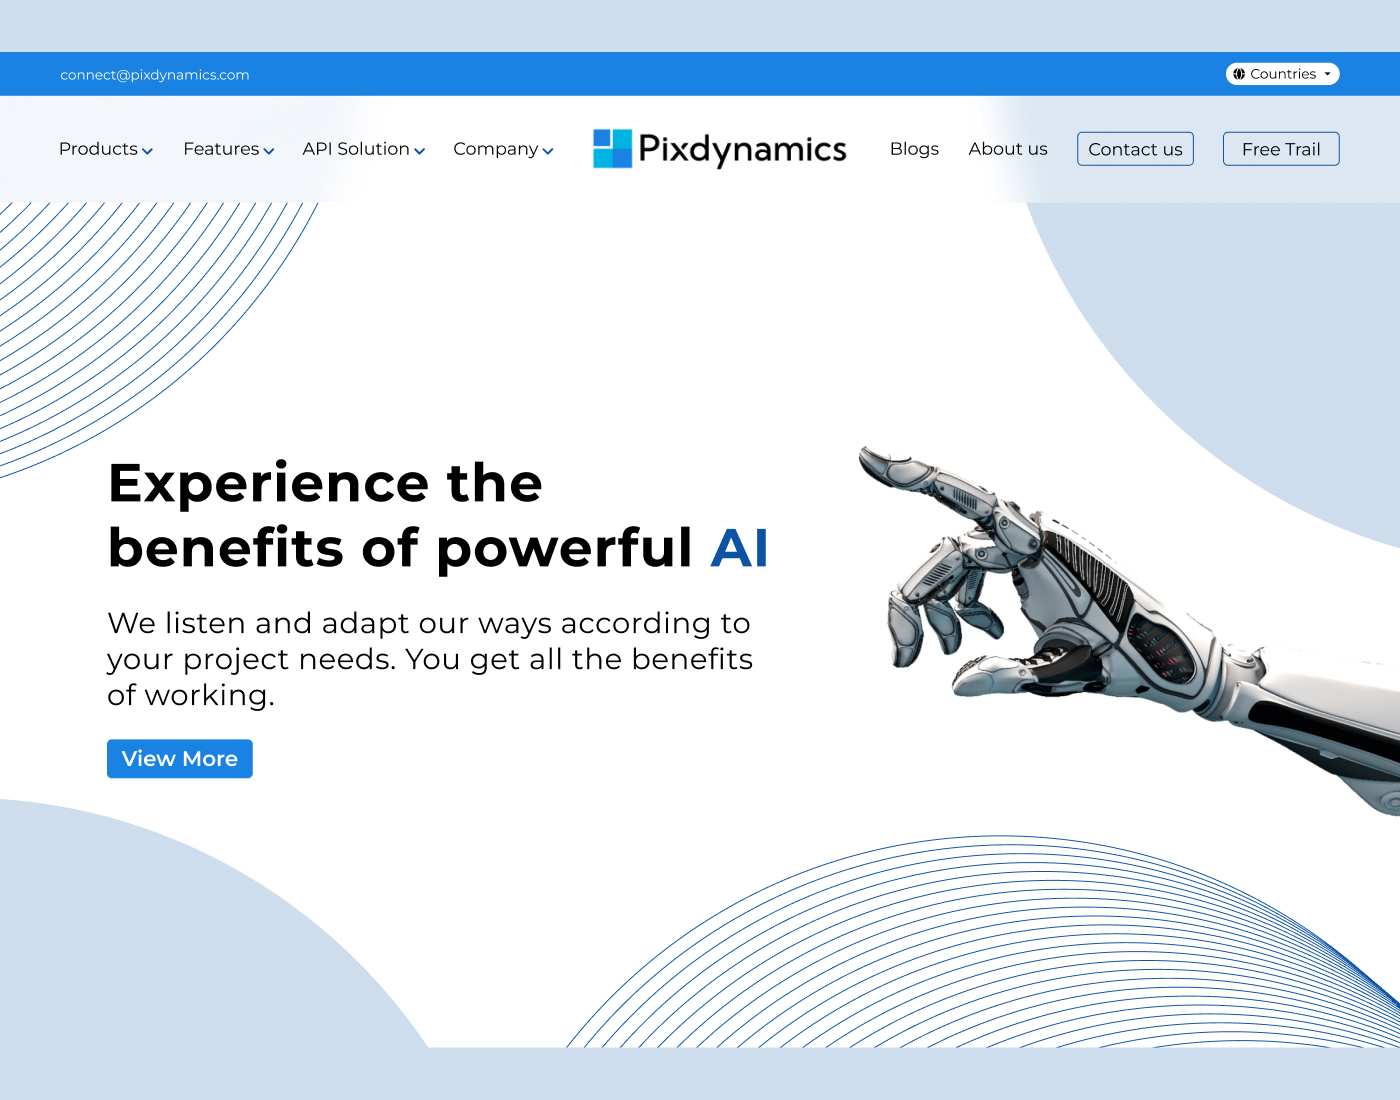 connect@pixdynamics.com
Countries
Products
Features
API Solution
Company
Pixdynamics
Blogs
About us
Contact us
Free Trail
Experience the
benefits of powerful AI
We listen and adapt our ways according to
your project needs. You get all the benefits
of working.
View More